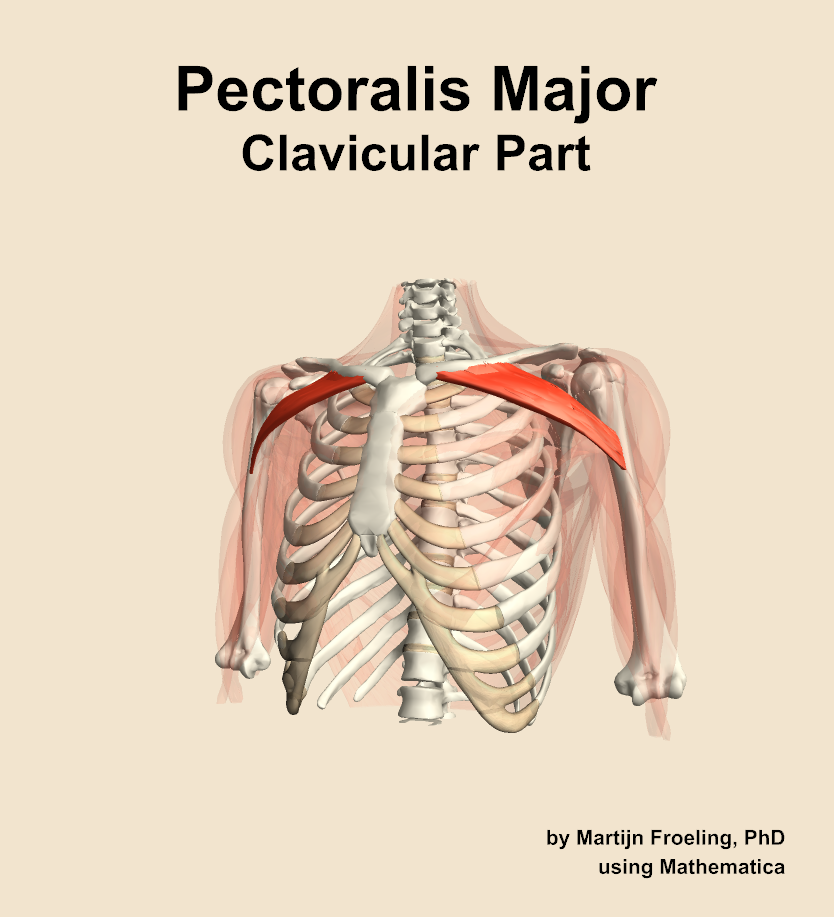 Pectoralis Major
Clavicular Part
by Martijn Froeling, PhD
using Mathematica